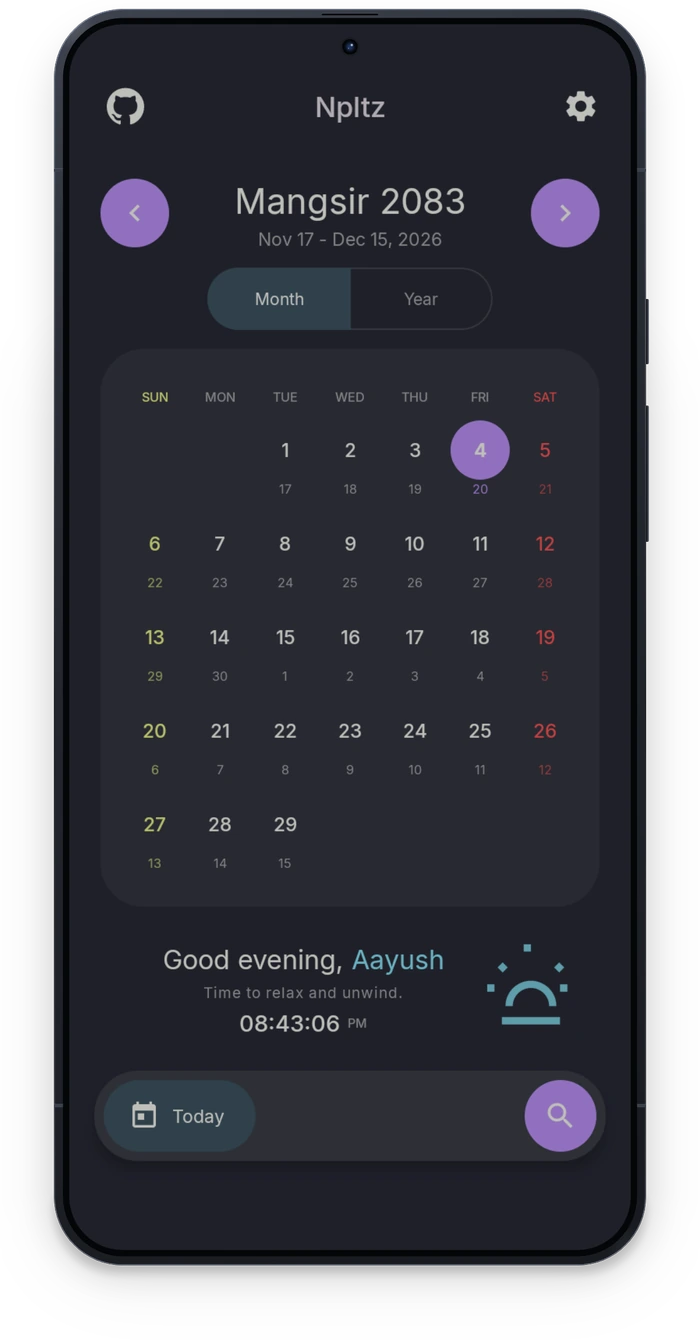 Npltz
Mangsir 2083
Nov 17 - Dec 15, 2026
Month Year
SUN MON TUE WED THU FRI SAT
1 2 3 4 5
17 18 19 20 21
6 7 8 9 10 11 12
22 23 24 25 26 27 28
13 14 15 16 17 18 19
29 30 1 2 3 4 5
20 21 22 23 24 25 26
6 7 8 9 10 11 12
27 28 29
13 14 15
Good evening, Aayush
Time to relax and unwind.
08:43:06 PM
Today